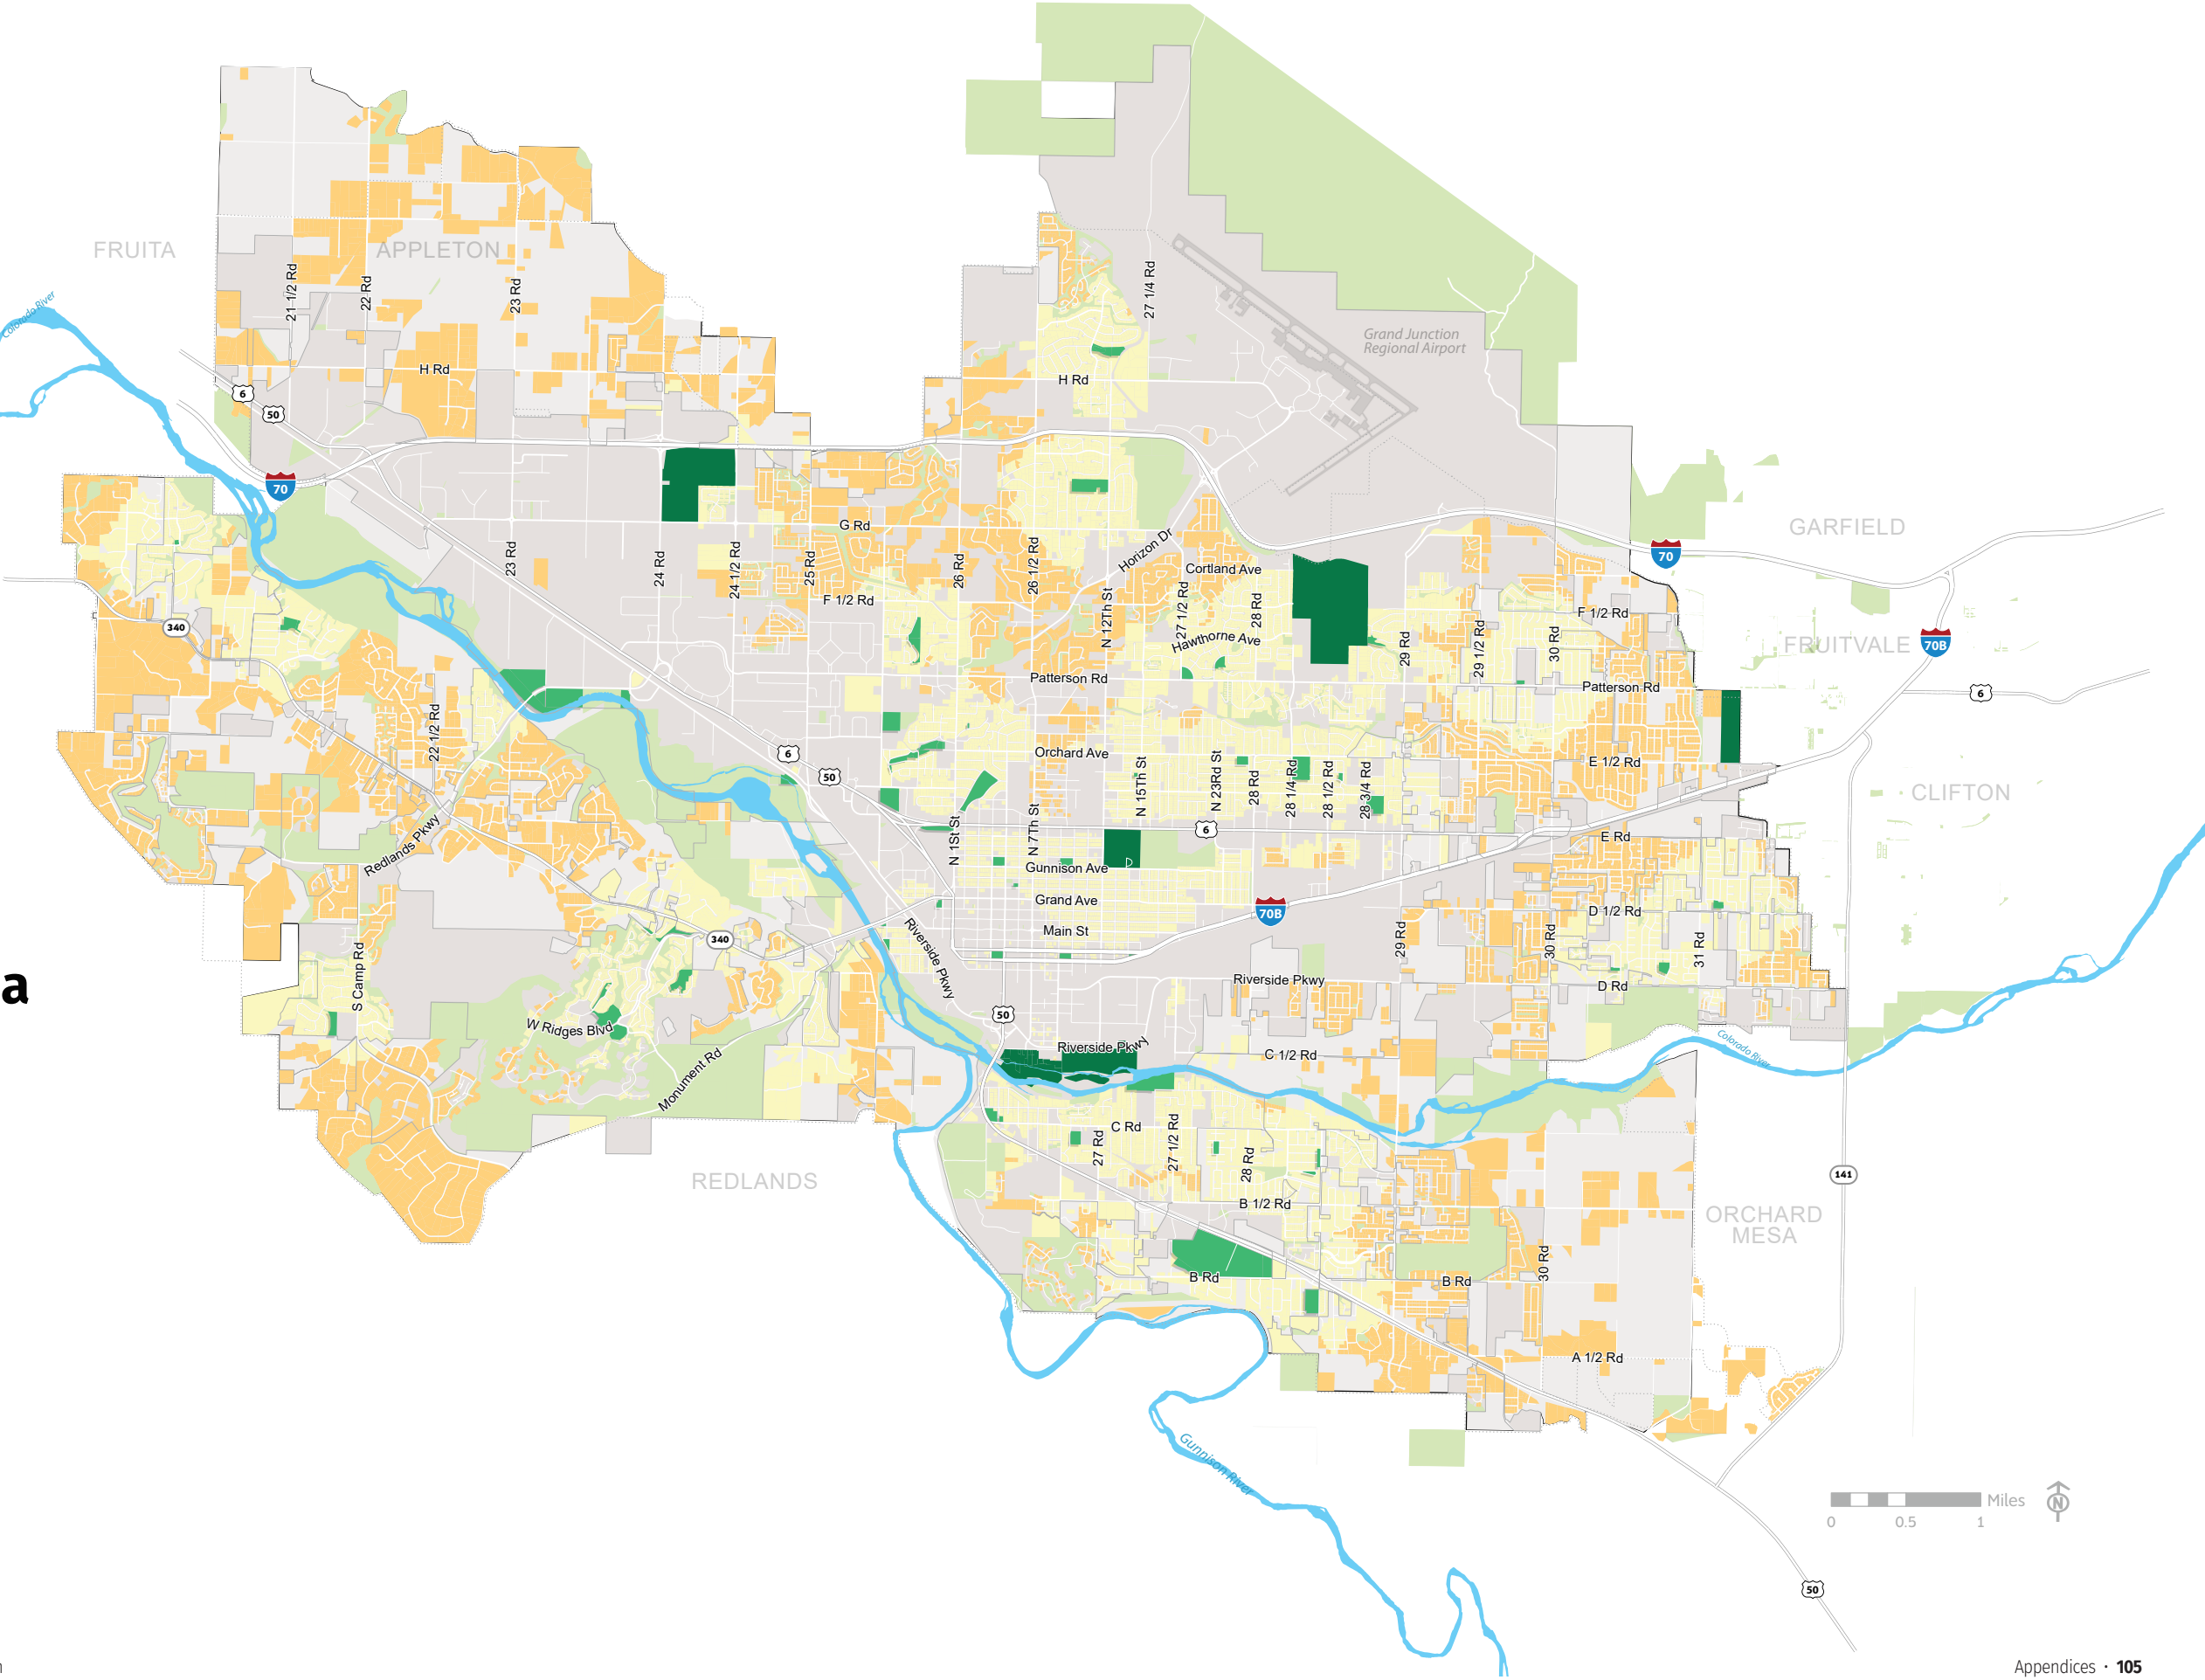 FRUITA
APPLETON
21 1/2 Rd
22 Rd
23 Rd
27 1/4 Rd
Grand Junction
Regional Airport
Colorado River
H Rd
H Rd
6
50
70
G Rd
GARFIELD
70
23 Rd
24 Rd
24 1/2 Rd
25 Rd
26 Rd
26 1/2 Rd
Horizon Dr
Cortland Ave
F 1/2 Rd
N 12Th St
27 1/2 Rd
28 Rd
F 1/2 Rd
340
Hawthorne Ave
29 Rd
29 1/2 Rd
30 Rd
FRUITVALE
70B
Patterson Rd
Patterson Rd
6
22 1/2 Rd
6
50
Orchard Ave
N 15Th St
N 23Rd St
28 Rd
28 1/4 Rd
28 1/2 Rd
28 3/4 Rd
E 1/2 Rd
CLIFTON
Redlands Pkwy
N 1St St
N 7Th St
6
E Rd
Gunnison Ave
Grand Ave
70B
D 1/2 Rd
Main St
340
S Camp Rd
Riverside Pkwy
29 Rd
30 Rd
31 Rd
a
Riverside Pkwy
D Rd
50
W Ridges Blvd
Riverside Pkwy
C 1/2 Rd
Colorado River
Monument Rd
C Rd
27 Rd
27 1/2 Rd
28 Rd
REDLANDS
141
B 1/2 Rd
ORCHARD
MESA
B Rd
B Rd
30 Rd
A 1/2 Rd
Gunnison River
Miles
N
0 0.5 1
50
Appendices · 105